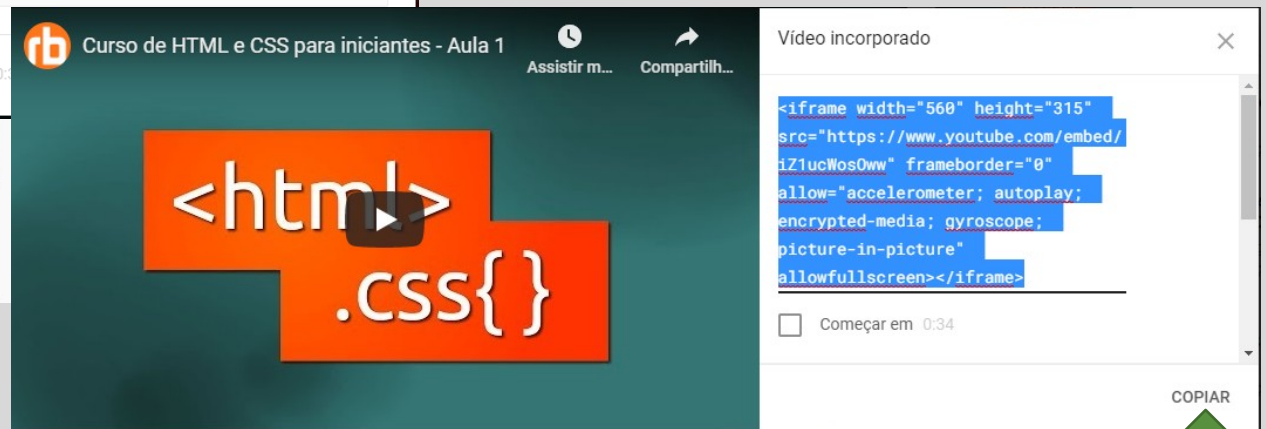 rb
Curso de HTML e CSS para iniciantes - Aula 1
Assistir m...
Compartilh...
<html>
.css{ }
Vídeo incorporado
<iframe width="560" height="315"
src="https://www.youtube.com/embed/
iZ1ucWosOww" frameborder="0"
allow="accelerometer; autoplay;
encrypted-media; gyroscope;
picture-in-picture"
allowfullscreen></iframe>
Começar em 0:34
COPIAR